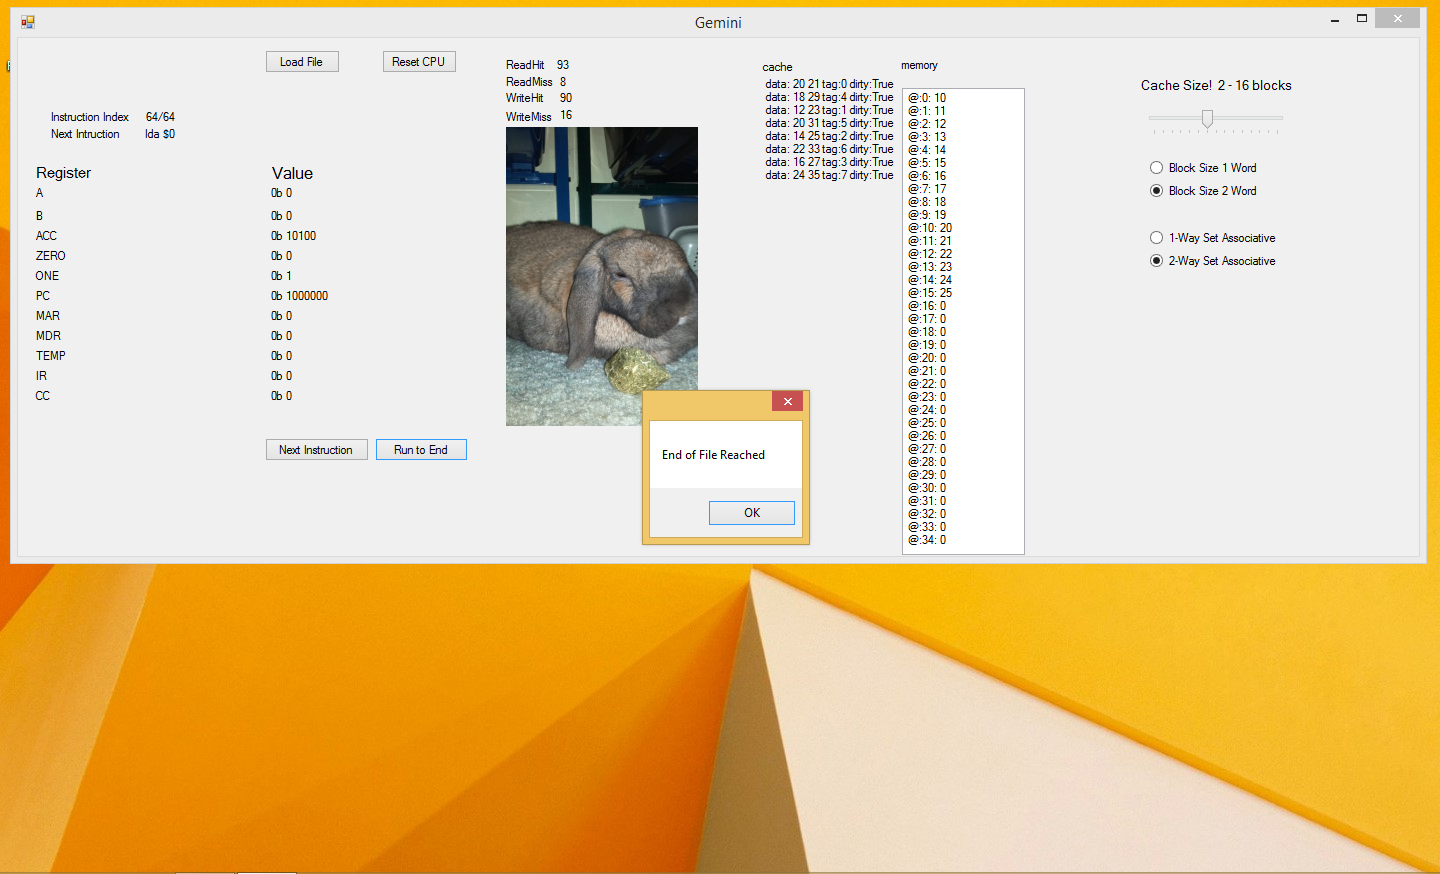 Gemini
Load File
Reset CPU
Instruction Index 64/64
Next Intruction lda $0
Register Value
A 0b 0
B 0b 0
ACC 0b 10100
ZERO 0b 0
ONE 0b 1
PC 0b 1000000
MAR 0b 0
MDR 0b 0
TEMP 0b 0
IR 0b 0
CC 0b 0
Next Instruction
Run to End
ReadHit 93
ReadMiss 8
WriteHit 90
WriteMiss 16
End of File Reached
OK
cache
data: 20 21 tag:0 dirty:True
data: 18 29 tag:4 dirty:True
data: 12 23 tag:1 dirty:True
data: 20 31 tag:5 dirty:True
data: 14 25 tag:2 dirty:True
data: 22 33 tag:6 dirty:True
data: 16 27 tag:3 dirty:True
data: 24 35 tag:7 dirty:True
memory
@:0: 10
@:1: 11
@:2: 12
@:3: 13
@:4: 14
@:5: 15
@:6: 16
@:7: 17
@:8: 18
@:9: 19
@:10: 20
@:11: 21
@:12: 22
@:13: 23
@:14: 24
@:15: 25
@:16: 0
@:17: 0
@:18: 0
@:19: 0
@:20: 0
@:21: 0
@:22: 0
@:23: 0
@:24: 0
@:25: 0
@:26: 0
@:27: 0
@:28: 0
@:29: 0
@:30: 0
@:31: 0
@:32: 0
@:33: 0
@:34: 0
Cache Size! 2 - 16 blocks
Block Size 1 Word
Block Size 2 Word
1-Way Set Associative
2-Way Set Associative